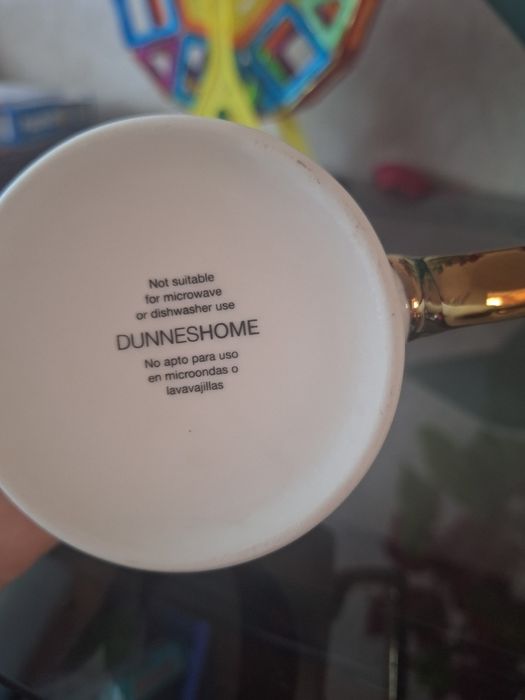 Not suitable
for microwave
or dishwasher use
DUNNESHOME
No apto para uso
en microondas o
lavavajillas